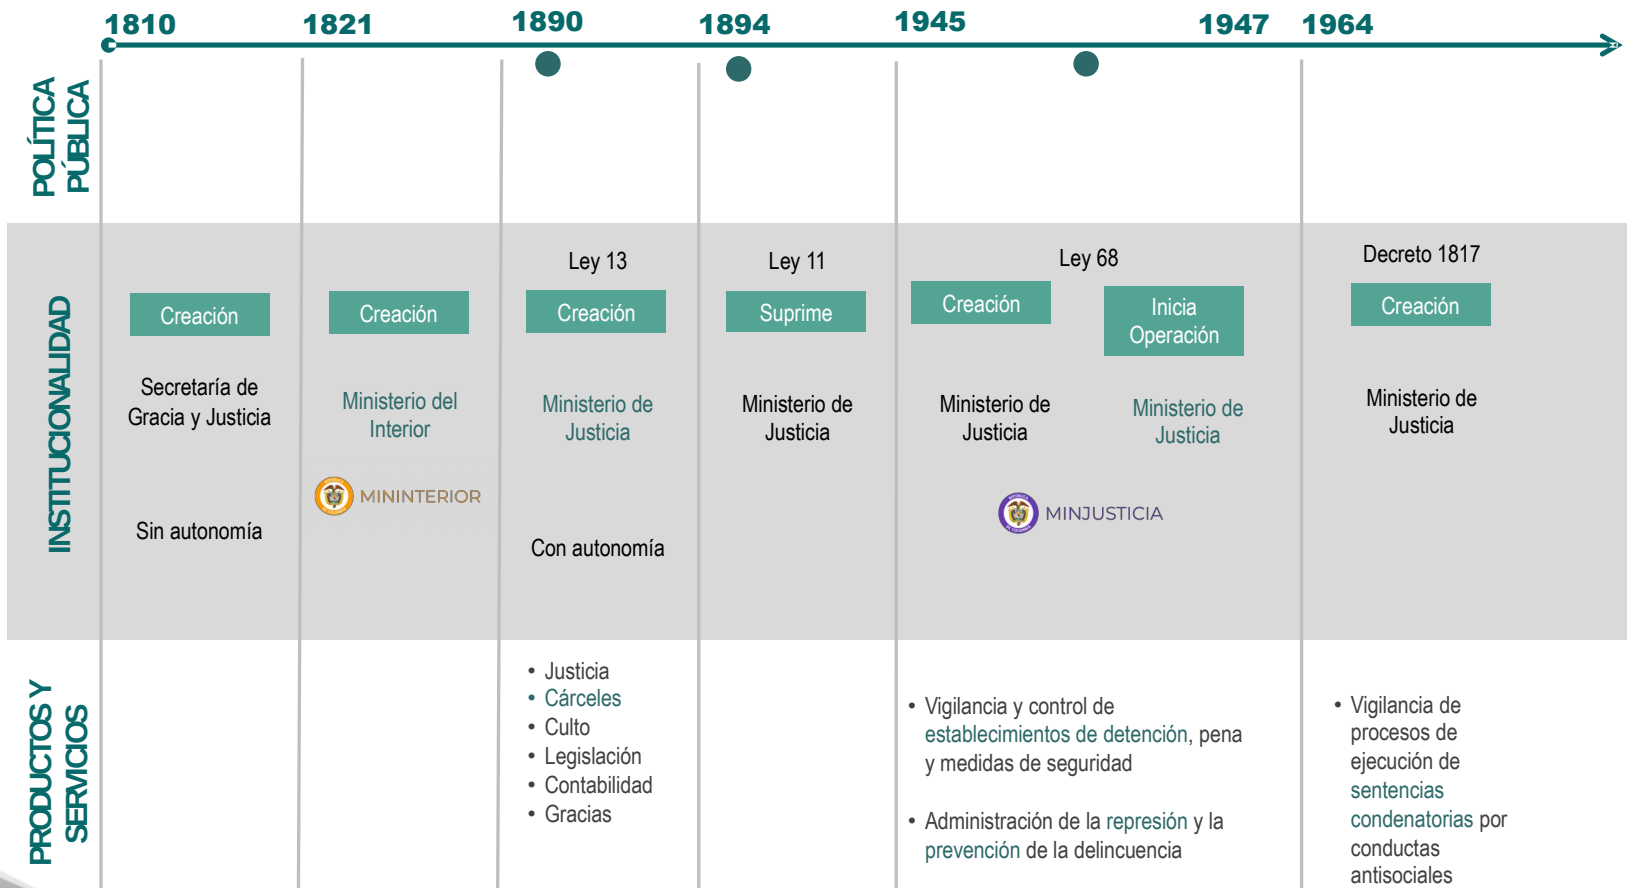 1810
1821
1890
1894
1945
1947
1964
POLÍTICA
PÚBLICA
INSTITUCIONALIDAD
Creación
Secretaría de
Gracia y Justicia
Sin autonomía
Creación
Ministerio del
Interior
MININTERIOR
Ley 13
Creación
Ministerio de
Justicia
Con autonomía
Ley 11
Suprime
Ministerio de
Justicia
Ley 68
Creación
Ministerio de
Justicia
Inicia
Operación
Ministerio de
Justicia
MINJUSTICIA
Decreto 1817
Creación
Ministerio de
Justicia
PRODUCTOS Y
SERVICIOS
• Justicia
• Cárceles
• Culto
• Legislación
• Contabilidad
• Gracias
• Vigilancia y control de
establecimientos de detención, pena
y medidas de seguridad
• Administración de la represión y la
prevención de la delincuencia
• Vigilancia de
procesos de
ejecución de
sentencias
condenatorias por
conductas
antisociales